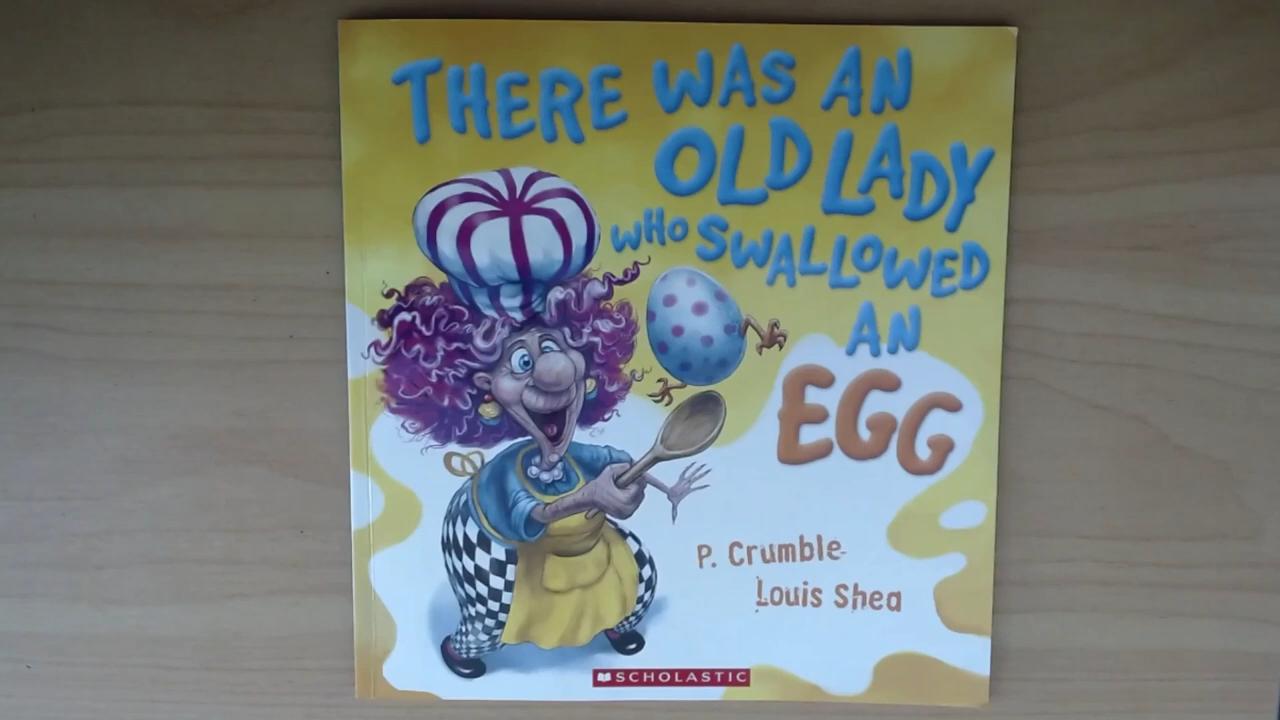 THERE WAS AN
OLD LADY
WHO SWALLOWED
AN
EGG
P. Crumble
Louis Shea
SCHOLASTIC